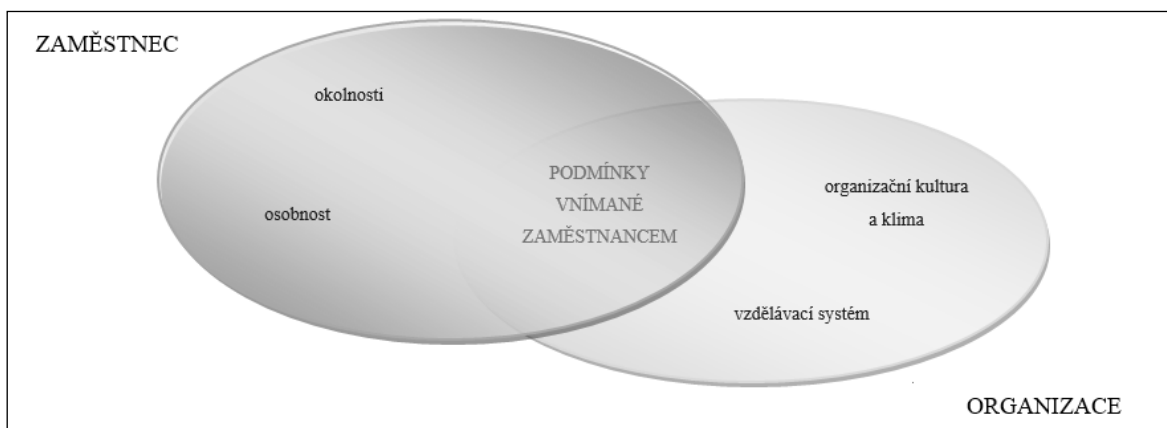 ZAMĚSTNEC
okolnosti
osobnost
PODMÍNKY
VNÍMANÉ
ZAMĚSTNANCEM
organizační kultura
a klima
vzdělávací systém
ORGANIZACE